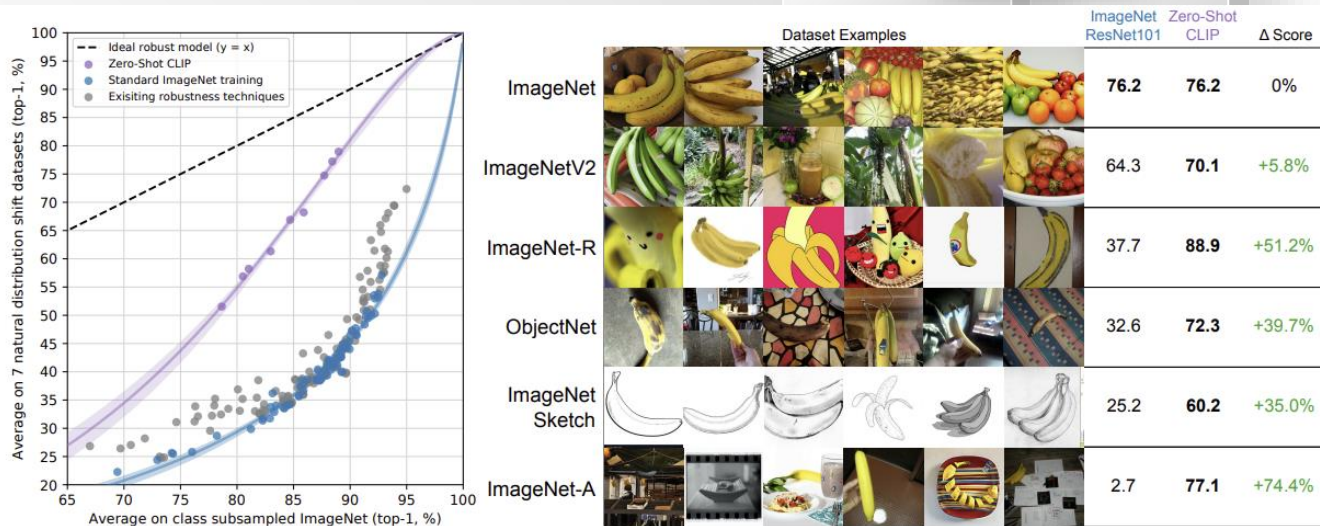 100
95
90
85
80
75
70
65
60
55
50
45
40
35
30
25
20
Average on 7 natural distribution shift datasets (top-1, %)
Ideal robust model (y = x)
Zero-Shot CLIP
Standard ImageNet training
Exisiting robustness techniques
65 70 75 80 85 90 95 100
Average on class subsampled ImageNet (top-1, %)
Dataset Examples
ImageNet
ResNet101
Zero-Shot
CLIP
Δ Score
ImageNet 76.2 76.2 0%
ImageNetV2 64.3 70.1 +5.8%
ImageNet-R 37.7 88.9 +51.2%
ObjectNet 32.6 72.3 +39.7%
ImageNet
Sketch 25.2 60.2 +35.0%
ImageNet-A 2.7 77.1 +74.4%